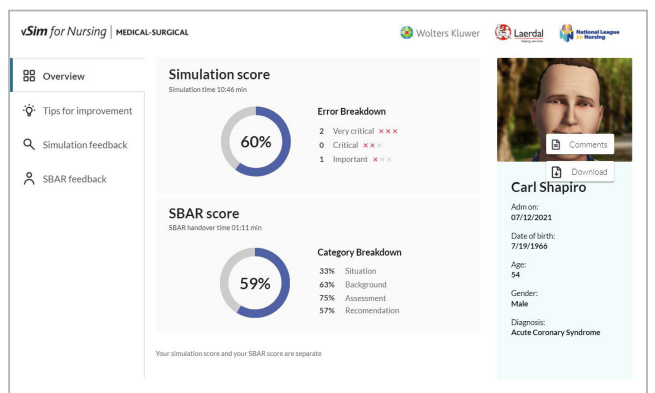 vSim for Nursing | MEDICAL-SURGICAL
Wolters Kluwer
Laerdal
helping save lives
National League
for Nursing
Overview
Tips for improvement
Simulation feedback
SBAR feedback
Simulation score
Simulation time 10:46 min
60%
Error Breakdown
2 Very critical ×××
0 Critical ×××
1 Important ×××
SBAR score
SBAR handover time 01:11 min
59%
Category Breakdown
33% Situation
63% Background
75% Assessment
57% Recomendation
Your simulation score and your SBAR score are separate
Comments
Download
Carl Shapiro
Adm on:
07/12/2021
Date of birth:
7/19/1966
Age:
54
Gender:
Male
Diagnosis:
Acute Coronary Syndrome